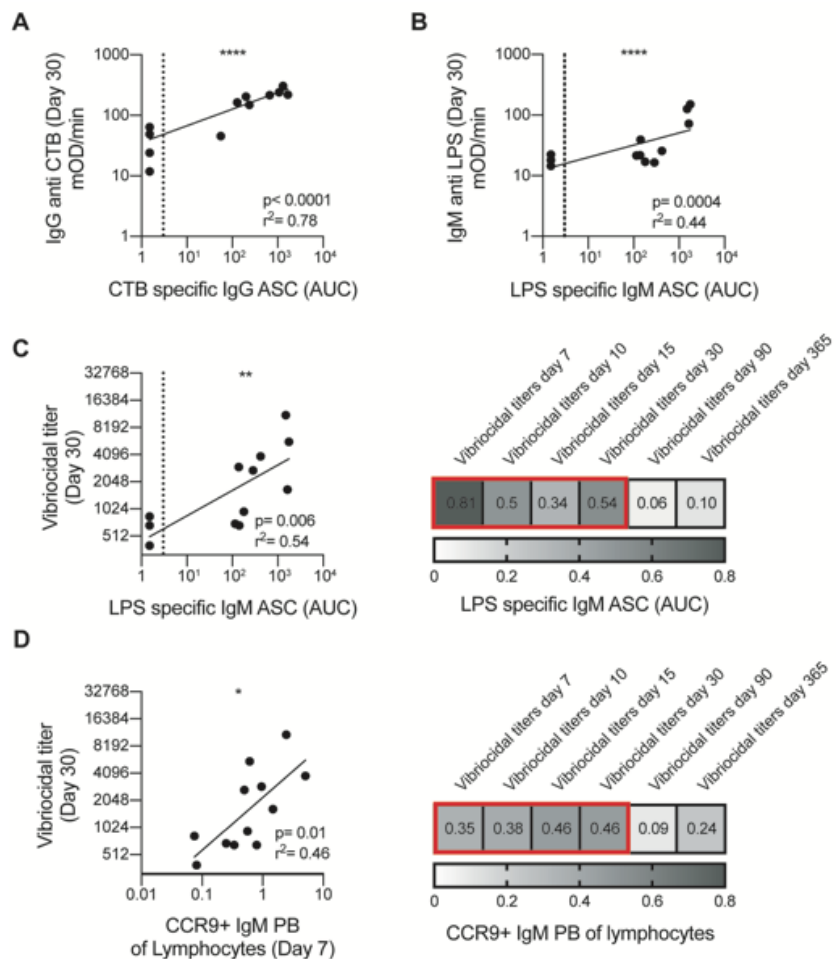 A
****
1000
100
10
1
IgG anti CTB (Day 30)
mOD/min
p< 0.0001
r²= 0.78
1 10¹ 10² 10³ 10⁴
CTB specific IgG ASC (AUC)
B
****
1000
100
10
1
IgM anti LPS (Day 30)
mOD/min
p= 0.0004
r²= 0.44
1 10¹ 10² 10³ 10⁴
LPS specific IgM ASC (AUC)
C
**
32768
16384
8192
4096
2048
1024
512
Vibriocidal titer
(Day 30)
p= 0.006
r²= 0.54
1 10¹ 10² 10³ 10⁴
LPS specific IgM ASC (AUC)
Vibriocidal titers day 7
Vibriocidal titers day 10
Vibriocidal titers day 15
Vibriocidal titers day 30
Vibriocidal titers day 90
Vibriocidal titers day 365
0.81 0.5 0.34 0.54 0.06 0.10
0 0.2 0.4 0.6 0.8
LPS specific IgM ASC (AUC)
D
*
32768
16384
8192
4096
2048
1024
512
Vibriocidal titer
(Day 30)
p= 0.01
r²= 0.46
0.01 0.1 1 10
CCR9+ IgM PB
of Lymphocytes (Day 7)
Vibriocidal titers day 7
Vibriocidal titers day 10
Vibriocidal titers day 15
Vibriocidal titers day 30
Vibriocidal titers day 90
Vibriocidal titers day 365
0.35 0.38 0.46 0.46 0.09 0.24
0 0.2 0.4 0.6 0.8
CCR9+ IgM PB of lymphocytes